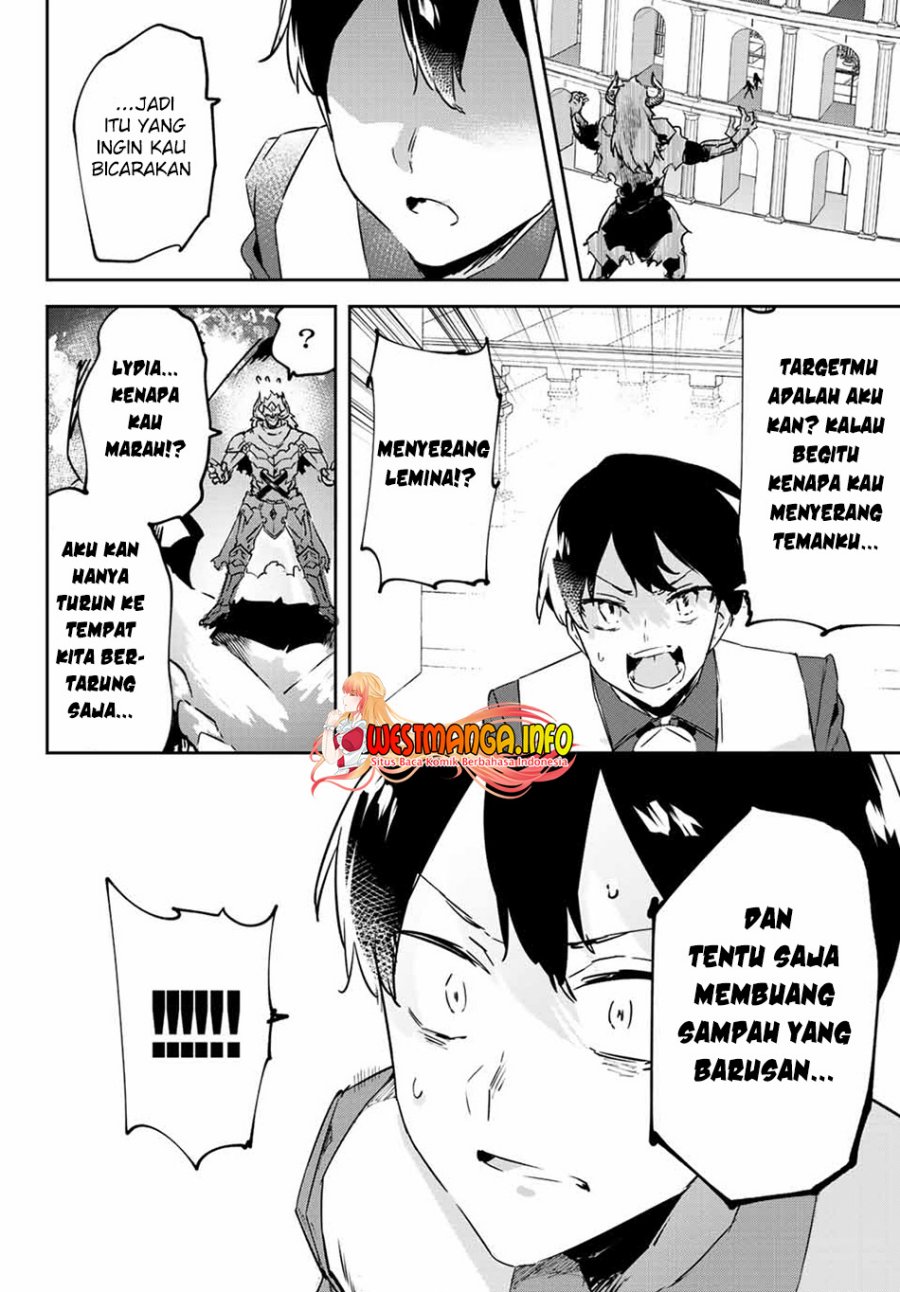 ...JADI
ITU YANG
INGIN KAU
BICARAKAN
TARGETMU
ADALAH AKU
KAN? KALAU
BEGITU
KENAPA KAU
MENYERANG
TEMANKU...
MENYERANG
LEMINA!?
?
LYDIA...
KENAPA
KAU
MARAH!?
AKU KAN
HANYA
TURUN KE
TEMPAT
KITA BER-
TARUNG
SAJA...
WESTMANGA.INFO
Situs Baca Komik Berbahasa Indonesia
DAN
TENTU SAJA
MEMBUANG
SAMPAH YANG
BARUSAN...
!!!!!!